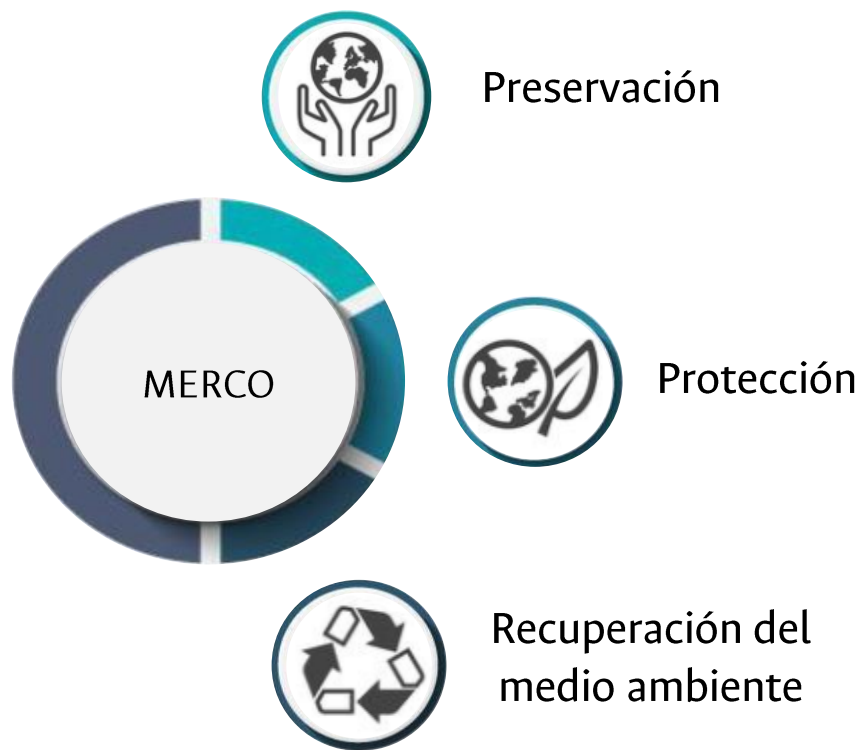 Preservación
MERCO
Protección
Recuperación del
medio ambiente